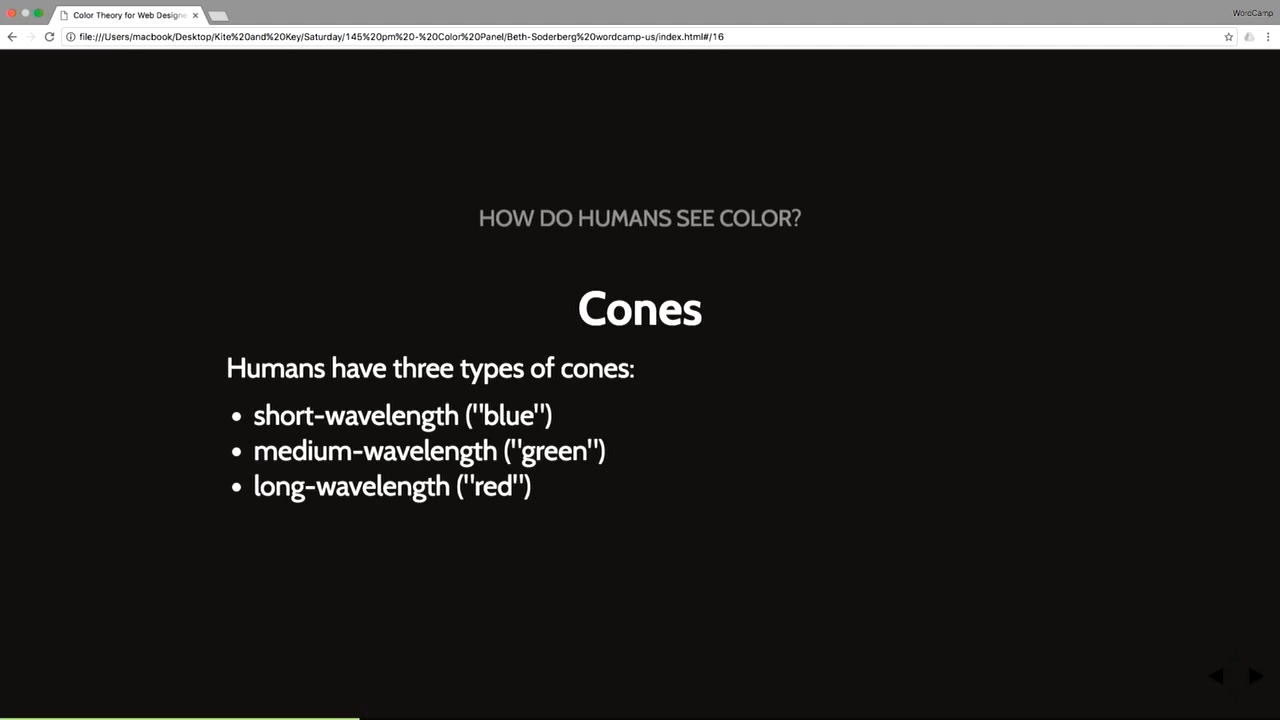 Color Theory for Web Designe
WordCamp
file:///Users/macbook/Desktop/Kite%20and%20Key/Saturday/145%20pm%20-%20Color%20Panel/Beth-Soderberg%20wordcamp-us/index.html#/16
HOW DO HUMANS SEE COLOR?
Cones
Humans have three types of cones:
• short-wavelength ("blue")
• medium-wavelength ("green")
• long-wavelength ("red")